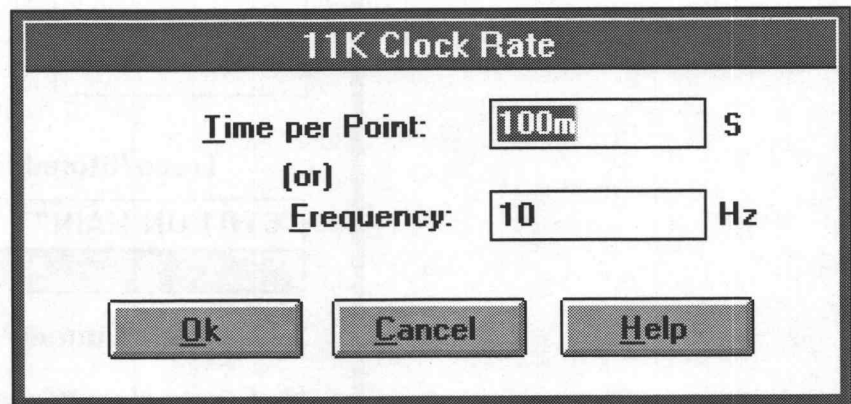 11K Clock Rate
Time per Point: 100m S
(or)
Frequency: 10 Hz
Ok Cancel Help